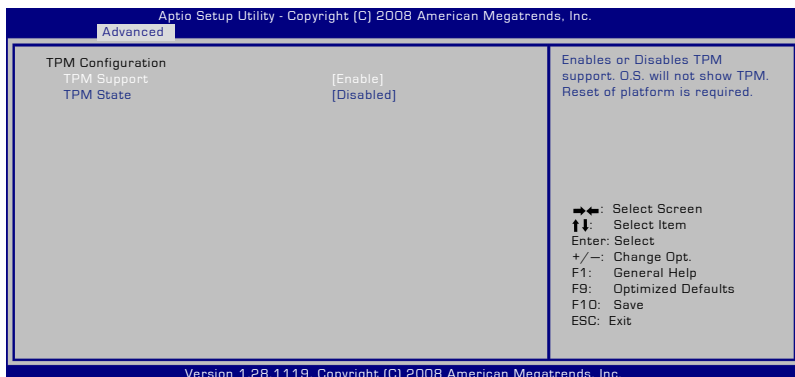 Aptio Setup Utility - Copyright (C) 2008 American Megatrends, Inc.
Advanced
TPM Configuration
TPM Support [Enable]
TPM State [Disabled]
Enables or Disables TPM
support. O.S. will not show TPM.
Reset of platform is required.
→←: Select Screen
↑↓: Select Item
Enter: Select
+/−: Change Opt.
F1: General Help
F9: Optimized Defaults
F10: Save
ESC: Exit
Version 1.28.1119. Copyright (C) 2008 American Megatrends, Inc.